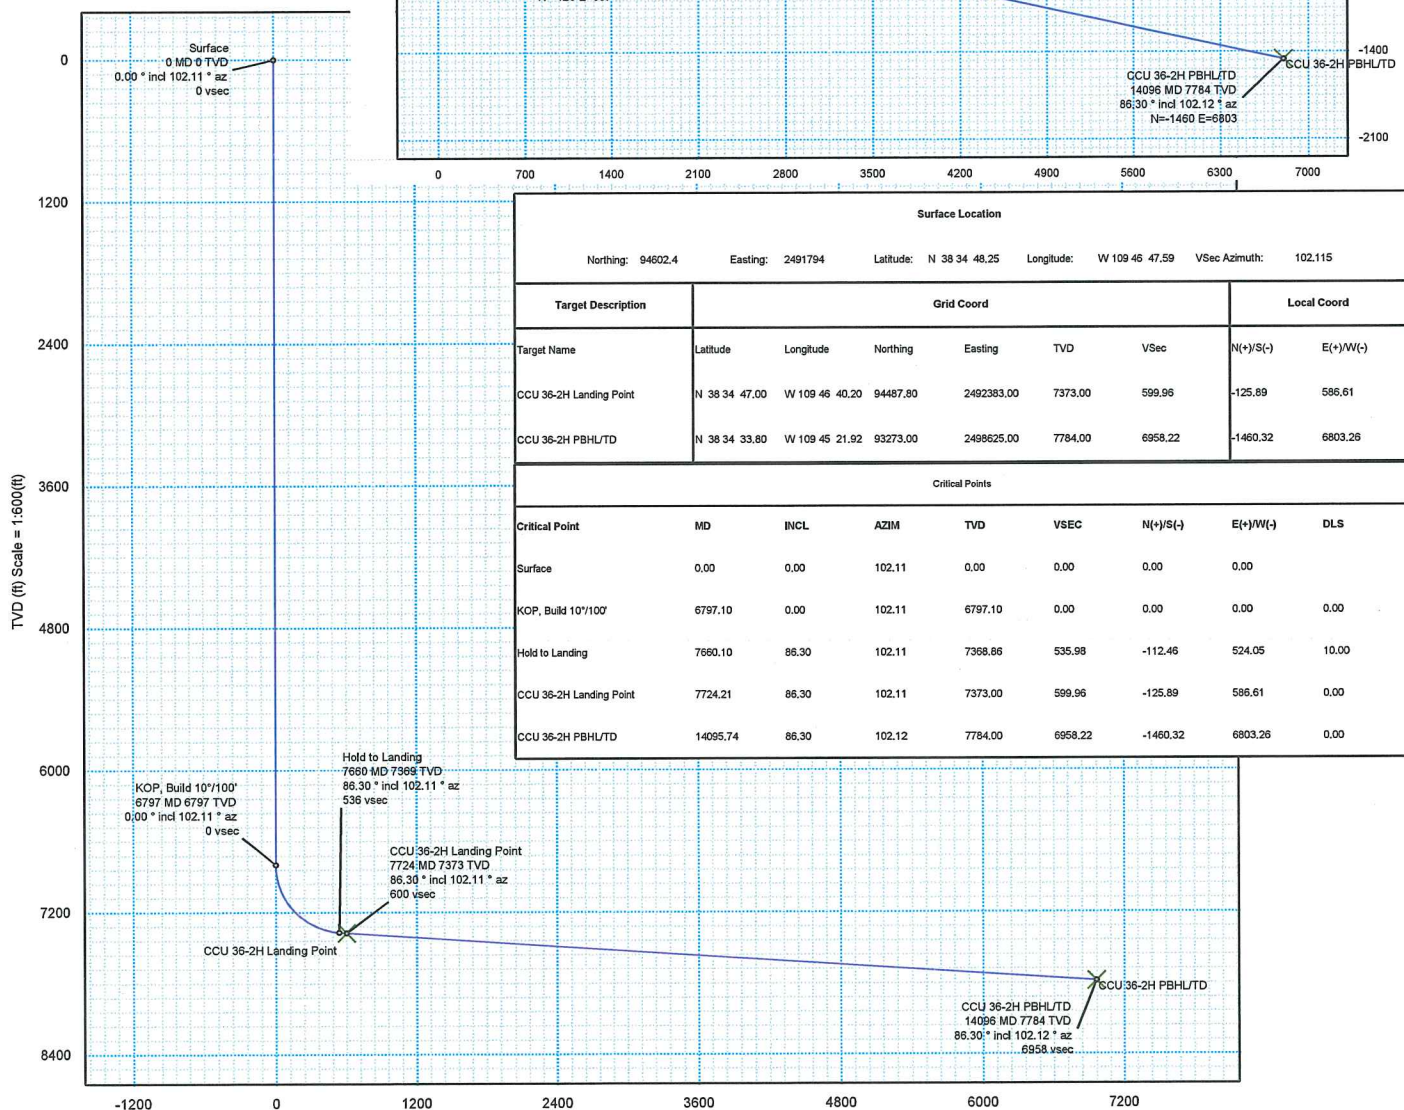 0
1200
2400
3600
4800
6000
7200
8400
TVD (ft) Scale = 1:600(ft)
-1200 0 1200 2400 3600 4800 6000 7200
Surface
0 MD 0 TVD
0.00 ° incl 102.11 ° az
0 vsec
-1400
-2100
CCU 36-2H PBHL/TD
CCU 36-2H PBHL/TD
14096 MD 7784 TVD
86.30 ° incl 102.12 ° az
N=-1460 E=6803
0 700 1400 2100 2800 3500 4200 4900 5600 6300 7000
Surface Location
Northing: 94602.4 Easting: 2491794 Latitude: N 38 34 48.25 Longitude: W 109 46 47.59 VSec Azimuth: 102.115
Target Description Grid Coord Local Coord
Target Name Latitude Longitude Northing Easting TVD VSec N(+)/S(-) E(+)/W(-)
CCU 36-2H Landing Point N 38 34 47.00 W 109 46 40.20 94487.80 2492383.00 7373.00 599.96 -125.89 586.61
CCU 36-2H PBHL/TD N 38 34 33.80 W 109 45 21.92 93273.00 2498625.00 7784.00 6958.22 -1460.32 6803.26
Critical Points
Critical Point MD INCL AZIM TVD VSEC N(+)/S(-) E(+)/W(-) DLS
Surface 0.00 0.00 102.11 0.00 0.00 0.00 0.00
KOP, Build 10°/100' 6797.10 0.00 102.11 6797.10 0.00 0.00 0.00 0.00
Hold to Landing 7660.10 86.30 102.11 7368.86 535.98 -112.46 524.05 10.00
CCU 36-2H Landing Point 7724.21 86.30 102.11 7373.00 599.96 -125.89 586.61 0.00
CCU 36-2H PBHL/TD 14095.74 86.30 102.12 7784.00 6958.22 -1460.32 6803.26 0.00
Hold to Landing
7660 MD 7369 TVD
86.30 ° incl 102.11 ° az
536 vsec
KOP, Build 10°/100'
6797 MD 6797 TVD
0.00 ° incl 102.11 ° az
0 vsec
CCU 36-2H Landing Point
7724 MD 7373 TVD
86.30 ° incl 102.11 ° az
600 vsec
CCU 36-2H Landing Point
CCU 36-2H PBHL/TD
CCU 36-2H PBHL/TD
14096 MD 7784 TVD
86.30 ° incl 102.12 ° az
6958 vsec